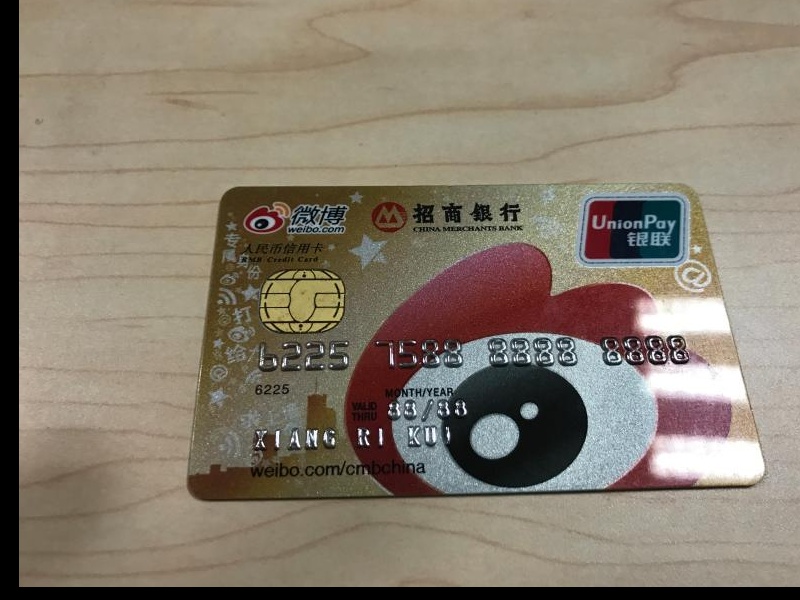 微博
weibo.com
招商银行
CHINA MERCHANTS BANK
UnionPay
银联
人民币信用卡
RMB Credit Card
6225 7588 8888 8888
6225
MONTH/YEAR
VALID THRU 88/88
XIANG RI KUI
weibo.com/cmbchina